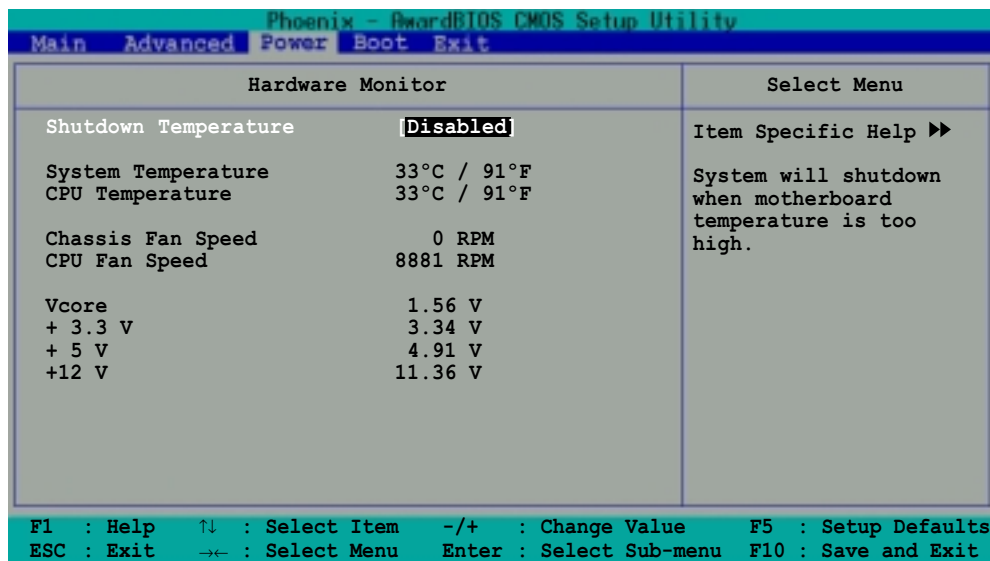 Phoenix - AwardBIOS CMOS Setup Utility
Main Advanced Power Boot Exit
Hardware Monitor
Select Menu
Shutdown Temperature [Disabled]
Item Specific Help ▶▶
System Temperature 33°C / 91°F
CPU Temperature 33°C / 91°F
System will shutdown
when motherboard
temperature is too
high.
Chassis Fan Speed 0 RPM
CPU Fan Speed 8881 RPM
Vcore 1.56 V
+ 3.3 V 3.34 V
+ 5 V 4.91 V
+12 V 11.36 V
F1 : Help ↑↓ : Select Item -/+ : Change Value F5 : Setup Defaults
ESC : Exit →← : Select Menu Enter : Select Sub-menu F10 : Save and Exit